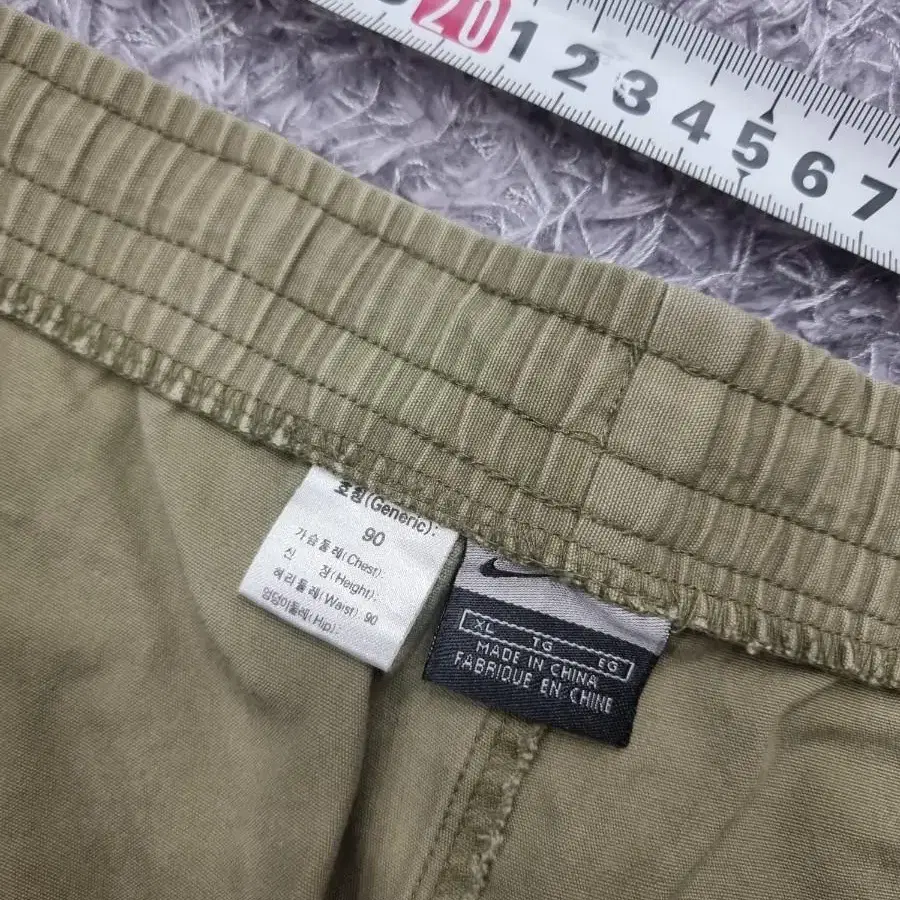 20 1 2 3 4 5 6 7
호칭(Generic):
90
가슴둘레(Chest):
신 장(Height):
허리둘레(Waist): 90
엉덩이둘레(Hip):
XL TG EG
MADE IN CHINA
FABRIQUE EN CHINE